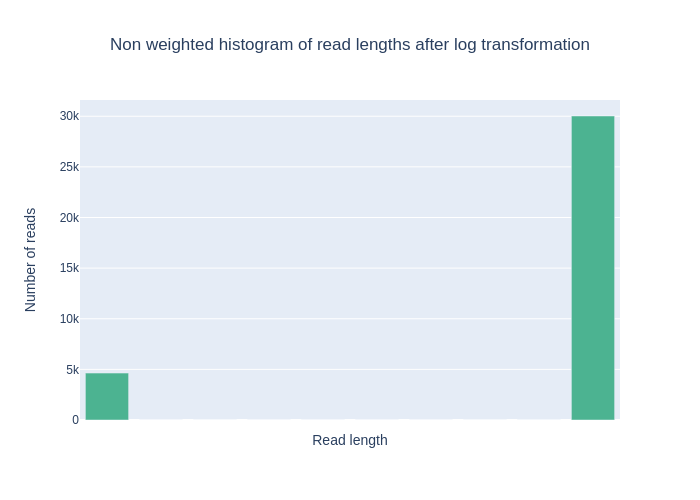 Non weighted histogram of read lengths after log transformation
30k
25k
20k
15k
10k
5k
0
Number of reads
Read length